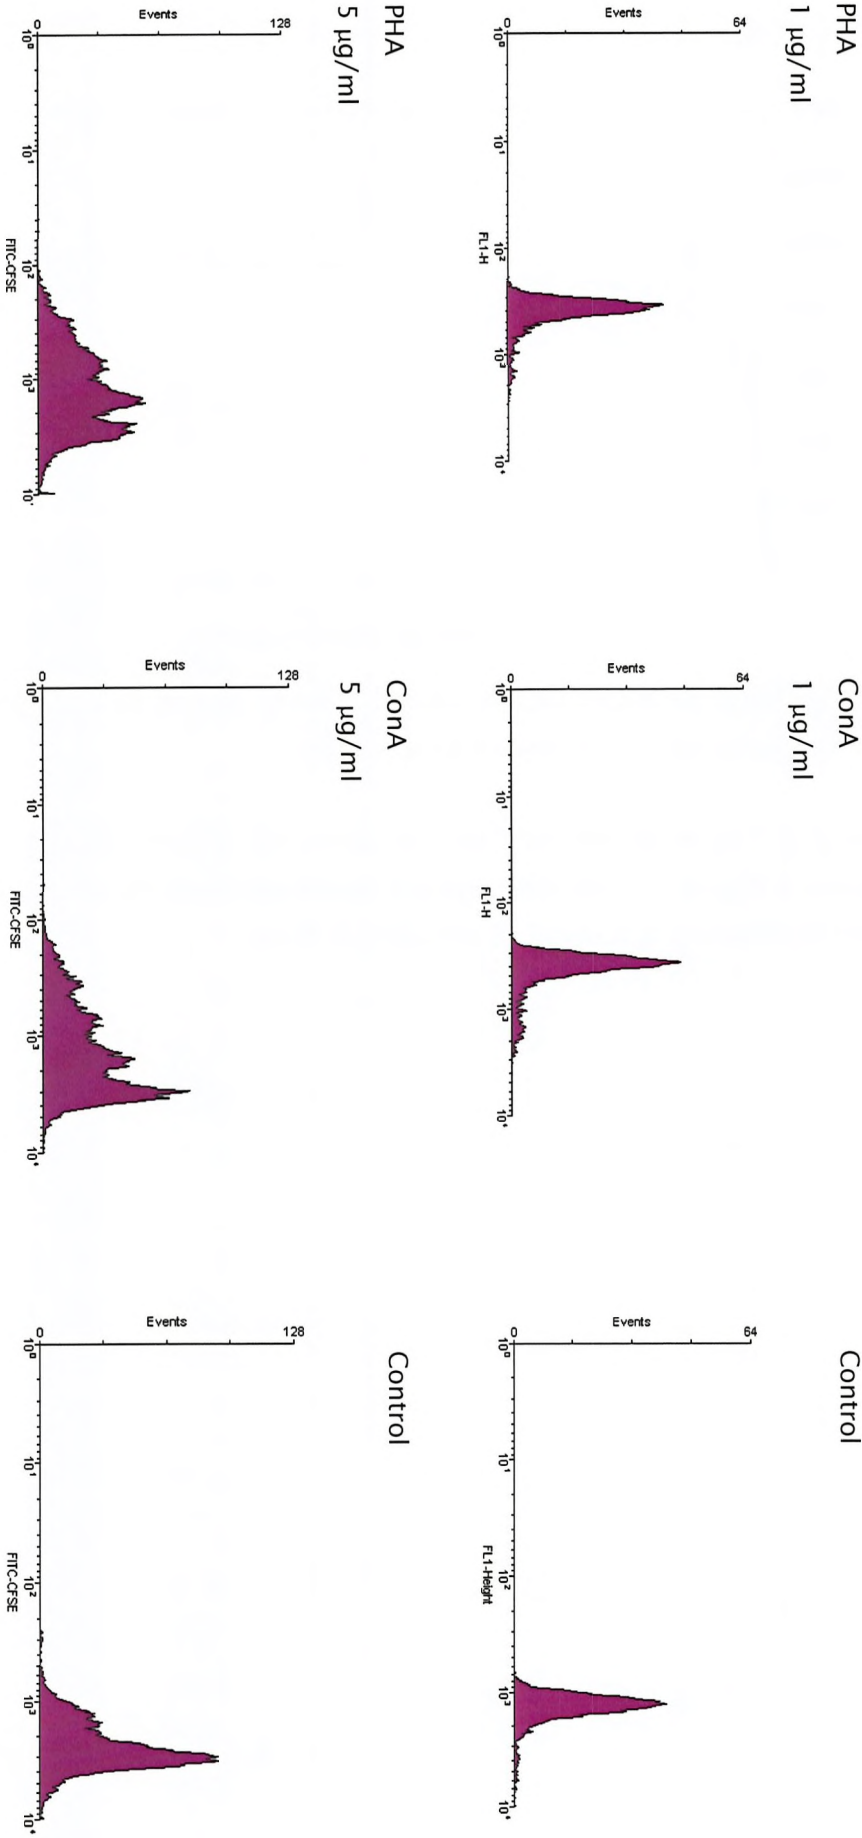 PHA
1 µg/ml
64
Events
0
10⁰ 10¹ 10² 10³ 10⁴
FL1-H
ConA
1 µg/ml
64
Events
0
10⁰ 10¹ 10² 10³ 10⁴
FL1-H
Control
64
Events
0
10⁰ 10¹ 10² 10³ 10⁴
FL1-Height
PHA
5 µg/ml
128
Events
0
10⁰ 10¹ 10² 10³ 10⁴
FITC-CFSE
ConA
5 µg/ml
128
Events
0
10⁰ 10¹ 10² 10³ 10⁴
FITC-CFSE
Control
128
Events
0
10⁰ 10¹ 10² 10³ 10⁴
FITC-CFSE